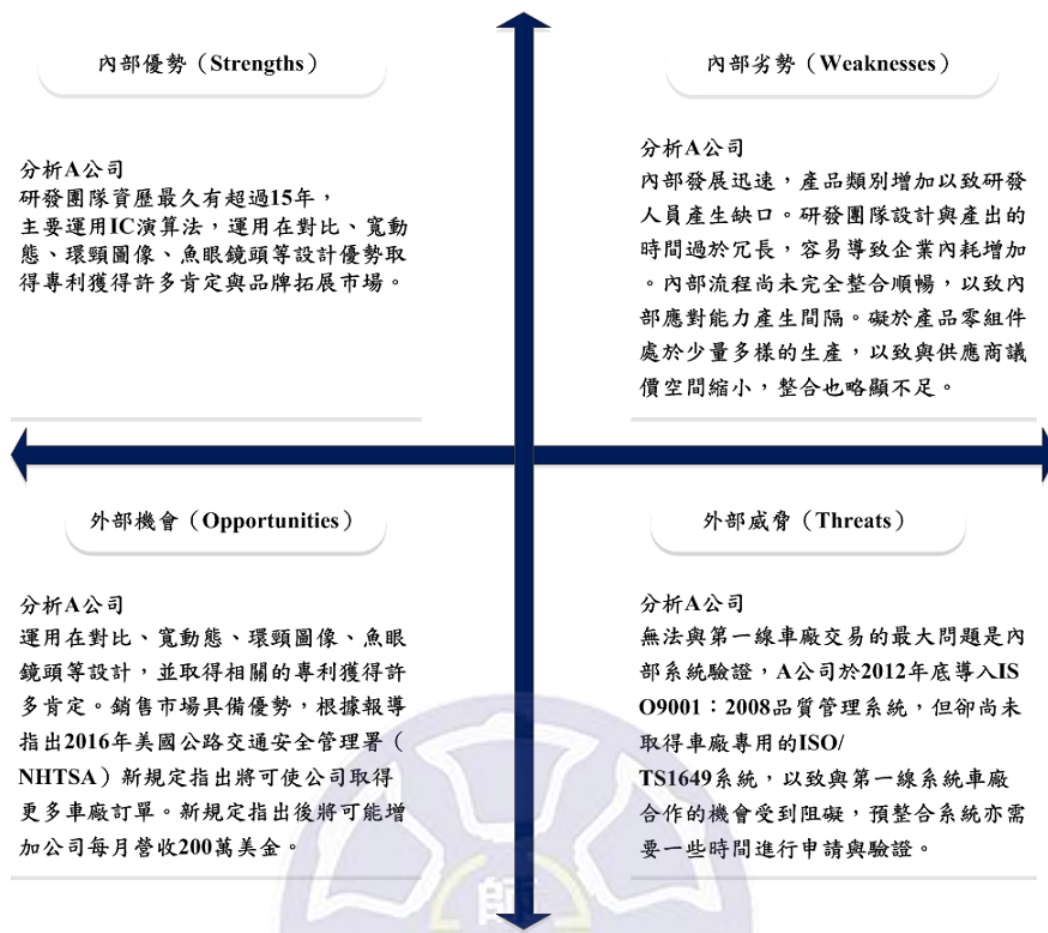 內部優勢（Strengths）
分析A公司
研發團隊資歷最久有超過15年，
主要運用IC演算法，運用在對比、寬動
態、環頸圖像、魚眼鏡頭等設計優勢取
得專利獲得許多肯定與品牌拓展市場。
內部劣勢（Weaknesses）
分析A公司
內部發展迅速，產品類別增加以致研發
人員產生缺口。研發團隊設計與產出的
時間過於冗長，容易導致企業內耗增加
。內部流程尚未完全整合順暢，以致內
部應對能力產生間隔。礙於產品零組件
處於少量多樣的生產，以致與供應商議
價空間縮小，整合也略顯不足。
外部機會（Opportunities）
分析A公司
運用在對比、寬動態、環頸圖像、魚眼
鏡頭等設計，並取得相關的專利獲得許
多肯定。銷售市場具備優勢，根據報導
指出2016年美國公路交通安全管理署（
NHTSA）新規定指出將可使公司取得
更多車廠訂單。新規定指出後將可能增
加公司每月營收200萬美金。
外部威脅（Threats）
分析A公司
無法與第一線車廠交易的最大問題是內
部系統驗證，A公司於2012年底導入IS
O9001：2008品質管理系統，但卻尚未
取得車廠專用的ISO/
TS1649系統，以致與第一線系統車廠
合作的機會受到阻礙，預整合系統亦需
要一些時間進行申請與驗證。
師